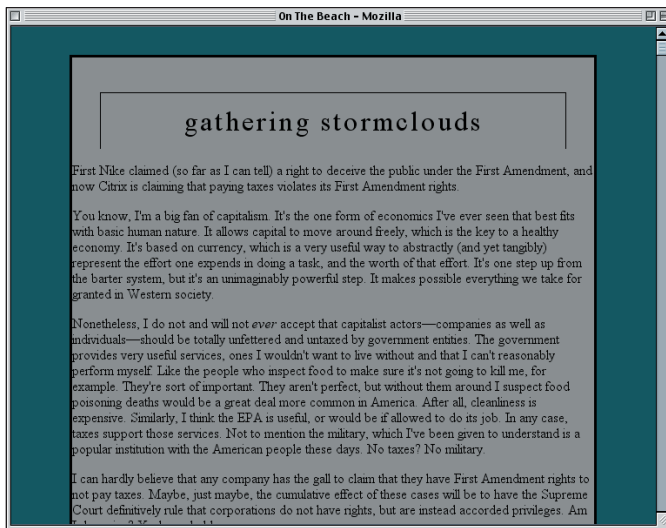 On The Beach – Mozilla
gathering stormclouds
First Nike claimed (so far as I can tell) a right to deceive the public under the First Amendment, and
now Citrix is claiming that paying taxes violates its First Amendment rights.
You know, I'm a big fan of capitalism. It's the one form of economics I've ever seen that best fits
with basic human nature. It allows capital to move around freely, which is the key to a healthy
economy. It's based on currency, which is a very useful way to abstractly (and yet tangibly)
represent the effort one expends in doing a task, and the worth of that effort. It's one step up from
the barter system, but it's an unimaginably powerful step. It makes possible everything we take for
granted in Western society.
Nonetheless, I do not and will not ever accept that capitalist actors—companies as well as
individuals—should be totally unfettered and untaxed by government entities. The government
provides very useful services, ones I wouldn't want to live without and that I can't reasonably
perform myself. Like the people who inspect food to make sure it's not going to kill me, for
example. They're sort of important. They aren't perfect, but without them around I suspect food
poisoning deaths would be a great deal more common in America. After all, cleanliness is
expensive. Similarly, I think the EPA is useful, or would be if allowed to do its job. In any case,
taxes support those services. Not to mention the military, which I've been given to understand is a
popular institution with the American people these days. No taxes? No military.
I can hardly believe that any company has the gall to claim that they have First Amendment rights to
not pay taxes. Maybe, just maybe, the cumulative effect of these cases will be to have the Supreme
Court definitively rule that corporations do not have rights, but are instead accorded privileges. Am